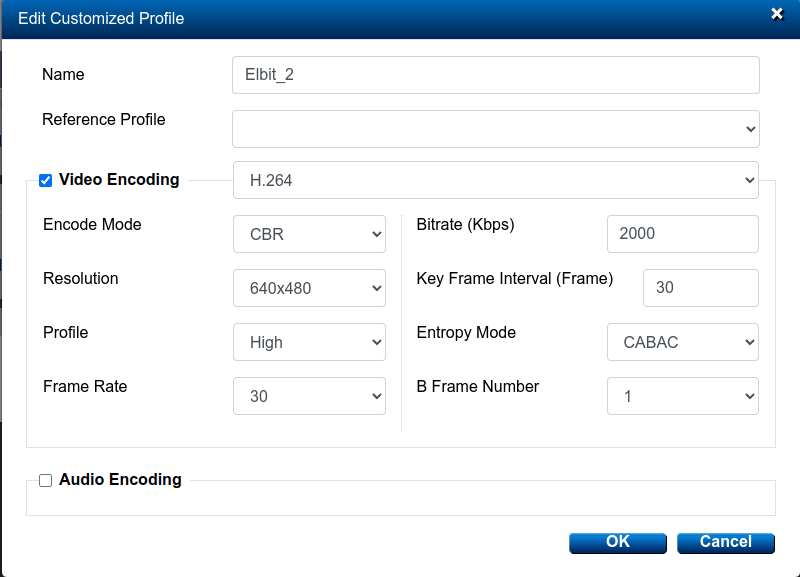 Edit Customized Profile
Name
Elbit_2
Reference Profile
Video Encoding
H.264
Encode Mode
CBR
Bitrate (Kbps)
2000
Resolution
640x480
Key Frame Interval (Frame)
30
Profile
High
Entropy Mode
CABAC
Frame Rate
30
B Frame Number
1
Audio Encoding
OK
Cancel